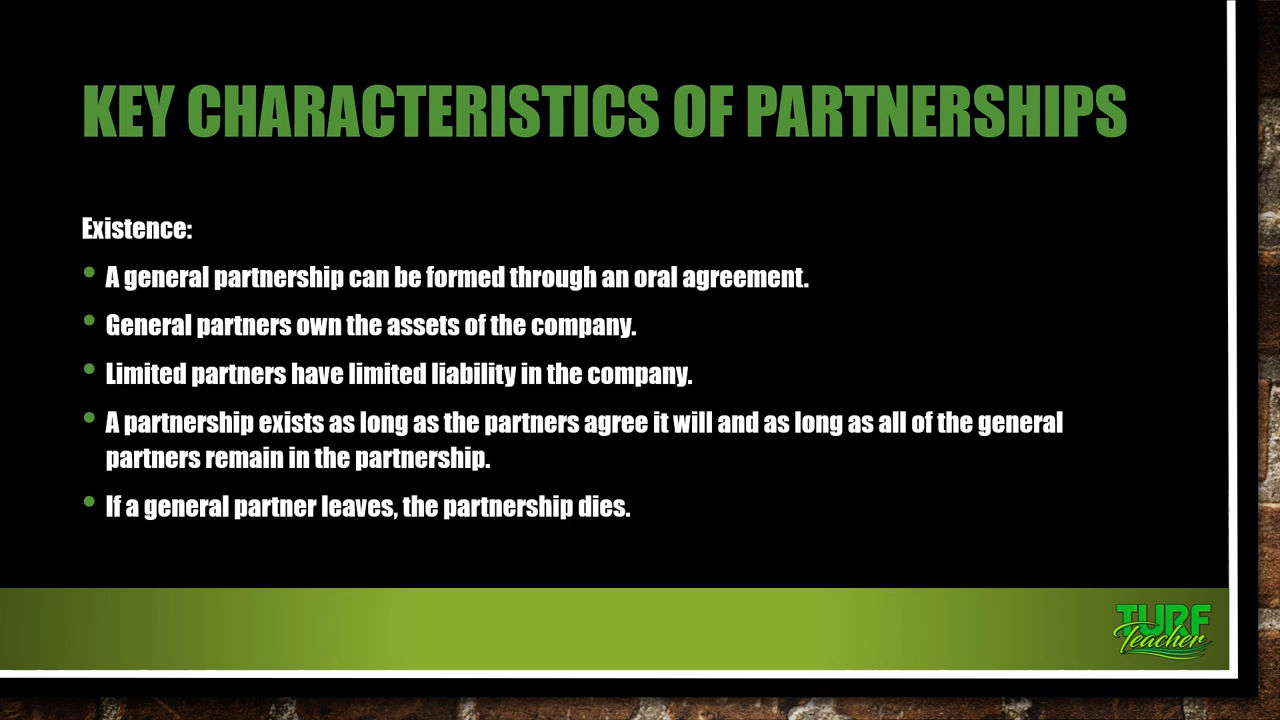 KEY CHARACTERISTICS OF PARTNERSHIPS
Existence:
• A general partnership can be formed through an oral agreement.
• General partners own the assets of the company.
• Limited partners have limited liability in the company.
• A partnership exists as long as the partners agree it will and as long as all of the general
partners remain in the partnership.
• If a general partner leaves, the partnership dies.
TURF
Teacher